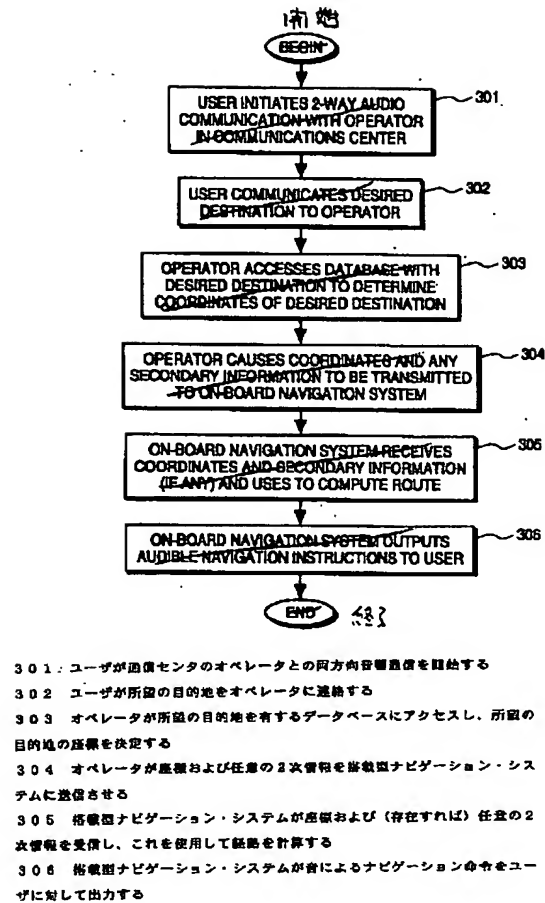 開始
BEGIN
USER INITIATES 2-WAY AUDIO
COMMUNICATION WITH OPERATOR
IN COMMUNICATIONS CENTER
301
USER COMMUNICATES DESIRED
DESTINATION TO OPERATOR
302
OPERATOR ACCESSES DATABASE WITH
DESIRED DESTINATION TO DETERMINE
COORDINATES OF DESIRED DESTINATION
303
OPERATOR CAUSES COORDINATES AND ANY
SECONDARY INFORMATION TO BE TRANSMITTED
TO ON-BOARD NAVIGATION SYSTEM
304
ON-BOARD NAVIGATION SYSTEM RECEIVES
COORDINATES AND SECONDARY INFORMATION
(IF ANY) AND USES TO COMPUTE ROUTE
305
ON-BOARD NAVIGATION SYSTEM OUTPUTS
AUDIBLE NAVIGATION INSTRUCTIONS TO USER
306
END 終了
301: ユーザが通信センタのオペレータとの両方向音響通信を開始する
302 ユーザが所望の目的地をオペレータに連絡する
303 オペレータが所望の目的地を有するデータベースにアクセスし、所望の
目的地の座標を決定する
304 オペレータが座標および任意の2次情報を搭載型ナビゲーション・シス
テムに送信させる
305 搭載型ナビゲーション・システムが座標および(存在すれば)任意の2
次情報を受信し、これを使用して経路を計算する
306 搭載型ナビゲーション・システムが音によるナビゲーション命令をユー
ザに対して出力する